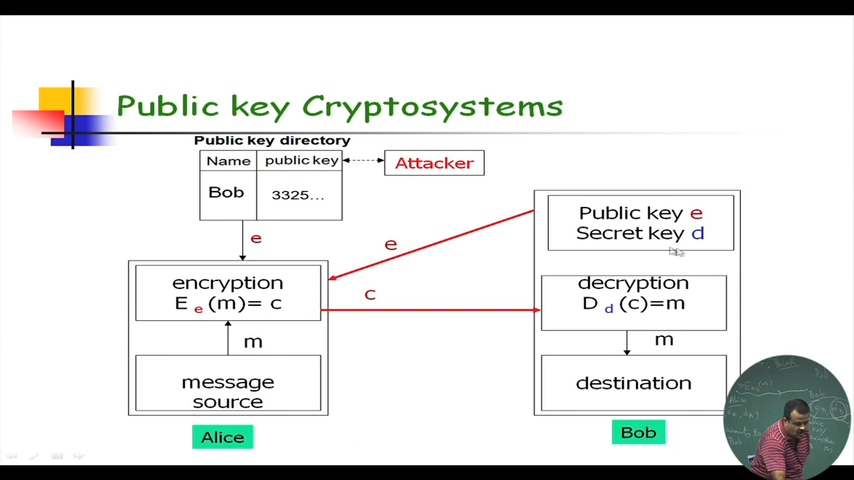 Public key Cryptosystems
Public key directory
Name public key
Attacker
Bob 3325...
e
e
Public key e
Secret key d
encryption
E e (m)= c
c
decryption
D d (c)=m
m
m
message
source
destination
Alice
Bob